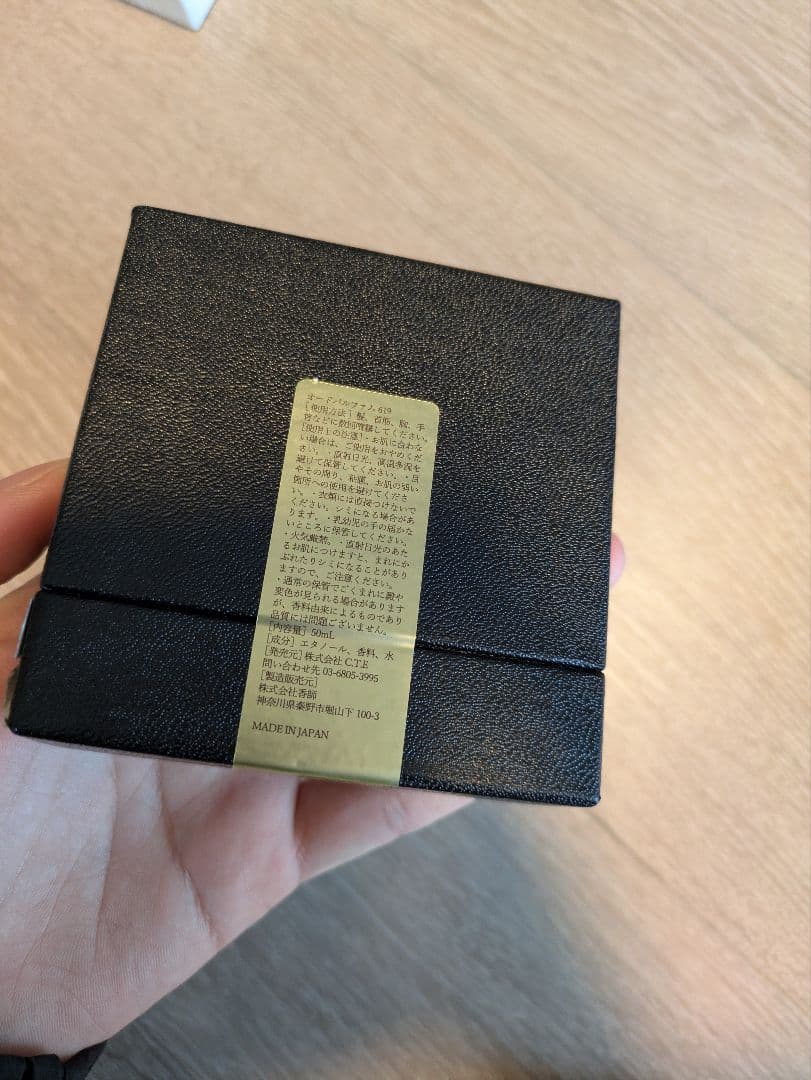 オードパルファム 619
[使用方法] 髪、首筋、腕、手
首などに数回噴霧してください。
[使用上の注意]・お肌に合わな
い場合は、ご使用をおやめくだ
さい。・直射日光、高温多湿を
避けて保管してください。・目
やその周り、粘膜、お肌の弱い
箇所への使用を避けてくださ
い。・衣類には直接つけないで
ください。シミになる場合があ
ります。・乳幼児の手の届かな
いところに保管してください。
・火気厳禁。・直射日光のあた
るお肌につけますと、まれにか
ぶれたりシミになることがあり
ますので、ご注意ください。
・通常の保管でごくまれに澱や
変色が見られる場合があります
が、香料由来によるものであり
品質には問題ございません。
[内容量] 50mL
[成分] エタノール、香料、水
[発売元] 株式会社 C.T.E
問い合わせ先 03-6805-3995
[製造販売元]
株式会社香師
神奈川県秦野市堀山下 100-3
MADE IN JAPAN